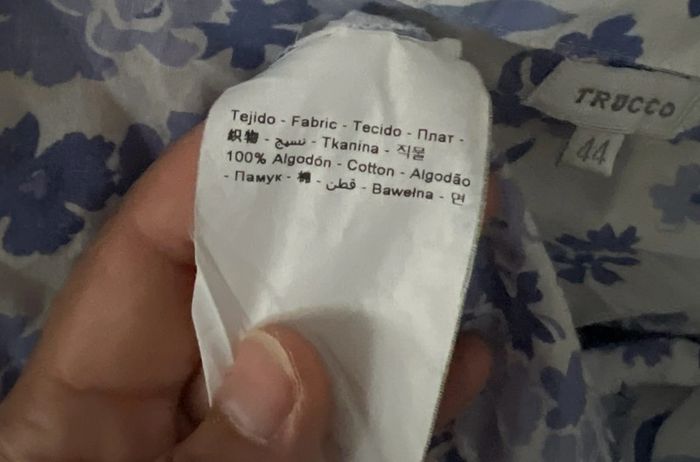 Tejido - Fabric - Tecido - Плат -
織物 - نسيج - Tkanina - 직물
100% Algodón - Cotton - Algodão
- Памук - 棉 - قطن - Bawełna - 면
TRUCCO
44